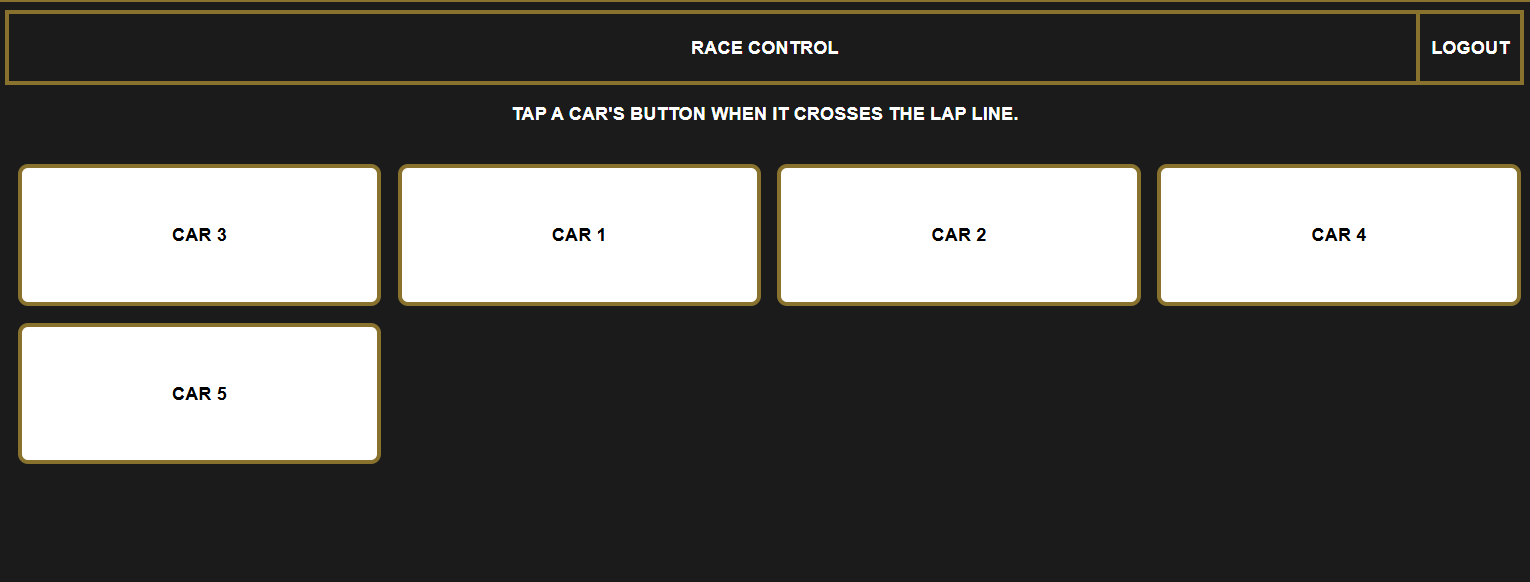 RACE CONTROL
LOGOUT
TAP A CAR'S BUTTON WHEN IT CROSSES THE LAP LINE.
CAR 3
CAR 1
CAR 2
CAR 4
CAR 5